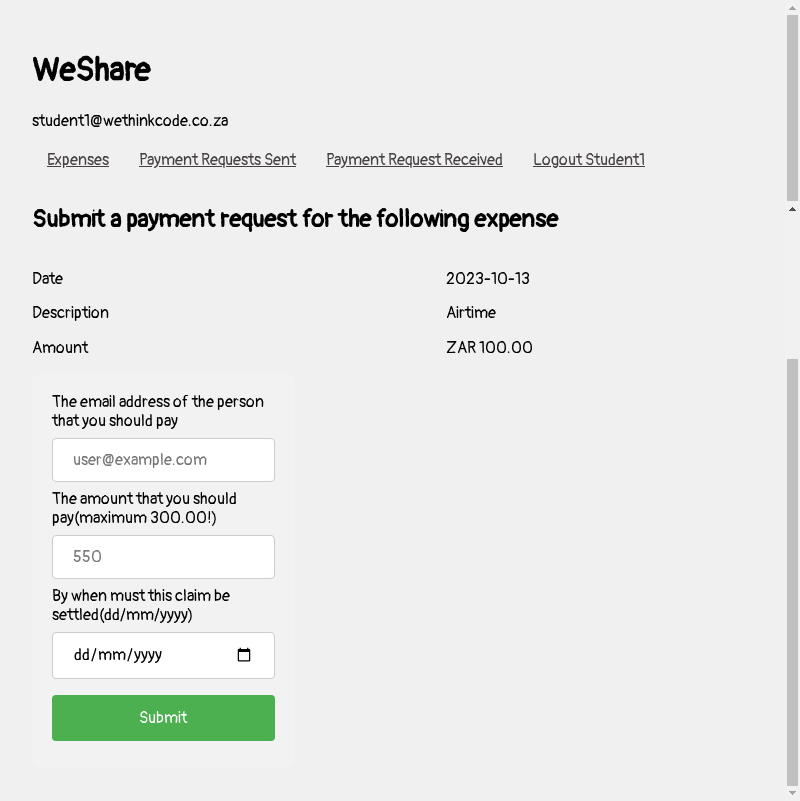 WeShare
student1@wethinkcode.co.za
Expenses Payment Requests Sent Payment Request Received Logout Student1
Submit a payment request for the following expense
Date 2023-10-13
Description Airtime
Amount ZAR 100.00
The email address of the person
that you should pay
user@example.com
The amount that you should
pay(maximum 300.00!)
550
By when must this claim be
settled(dd/mm/yyyy)
dd/mm/yyyy
Submit